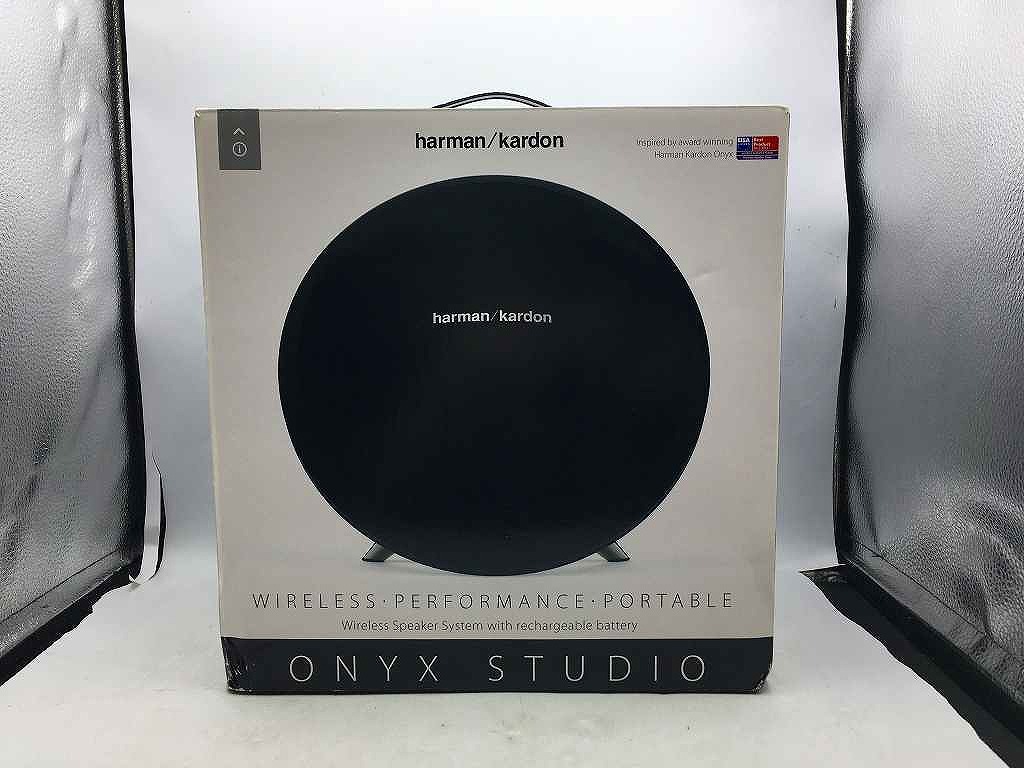 harman/kardon
Inspired by award winning
Harman Kardon Onyx
harman/kardon
WIRELESS·PERFORMANCE·PORTABLE
Wireless Speaker System with rechargeable battery
ONYX STUDIO